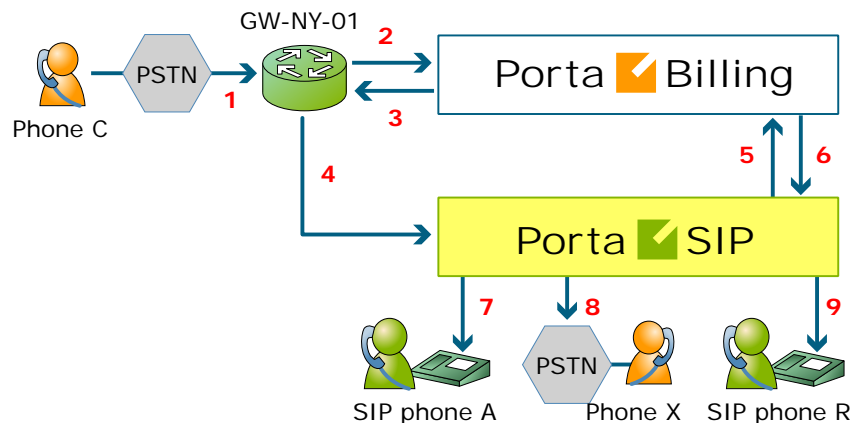 GW-NY-01
2
Porta Billing
PSTN
1
3
Phone C
4
5
6
Porta SIP
7
8
9
PSTN
SIP phone A
Phone X
SIP phone R